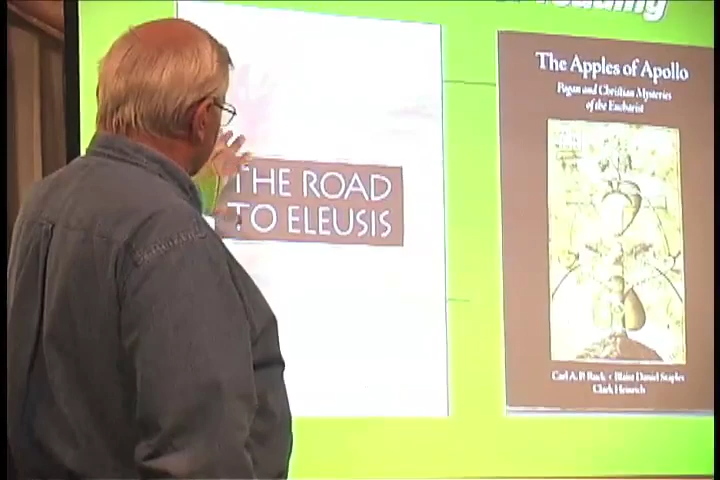 THE ROAD
TO ELEUSIS
The Apples of Apollo
Pagan and Christian Mysteries
of the Eucharist
Carl A. P. Ruck • Blaise Daniel Staples
Clark Heinrich